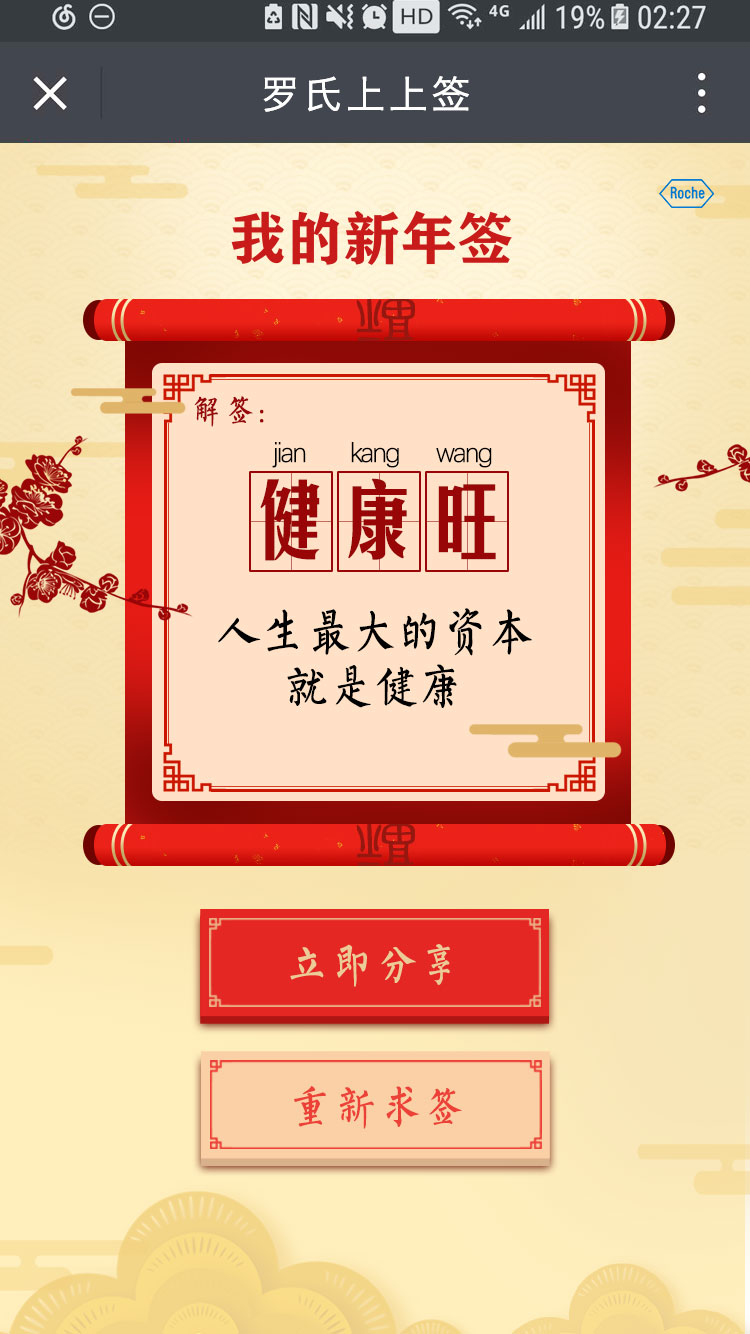 HD 4G 19% 02:27
罗氏上上签
Roche
我的新年签
解签:
jian kang wang
健康旺
人生最大的资本
就是健康
立即分享
重新求签